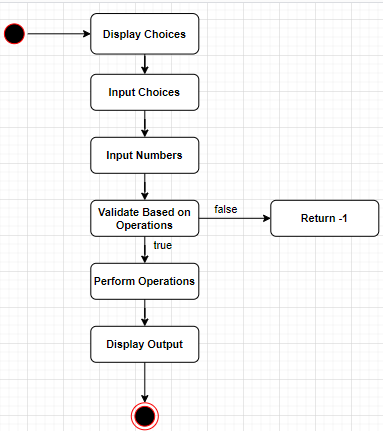 Display Choices
Input Choices
Input Numbers
Validate Based on
Operations
false
Return -1
true
Perform Operations
Display Output